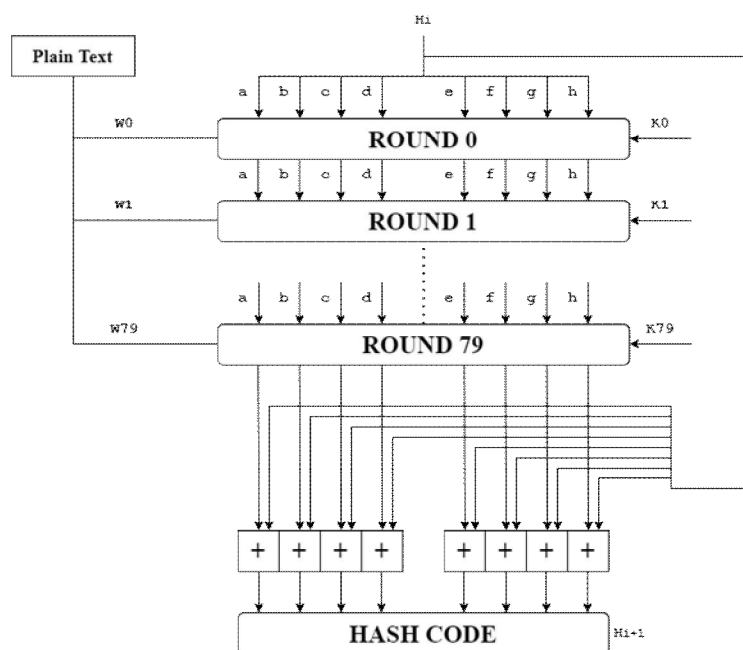 Hi
Plain Text
a b c d e f g h
W0 ROUND 0 K0
a b c d e f g h
W1 ROUND 1 K1
a b c d e f g h
W79 ROUND 79 K79
+ + + + + + + +
HASH CODE Hi+1